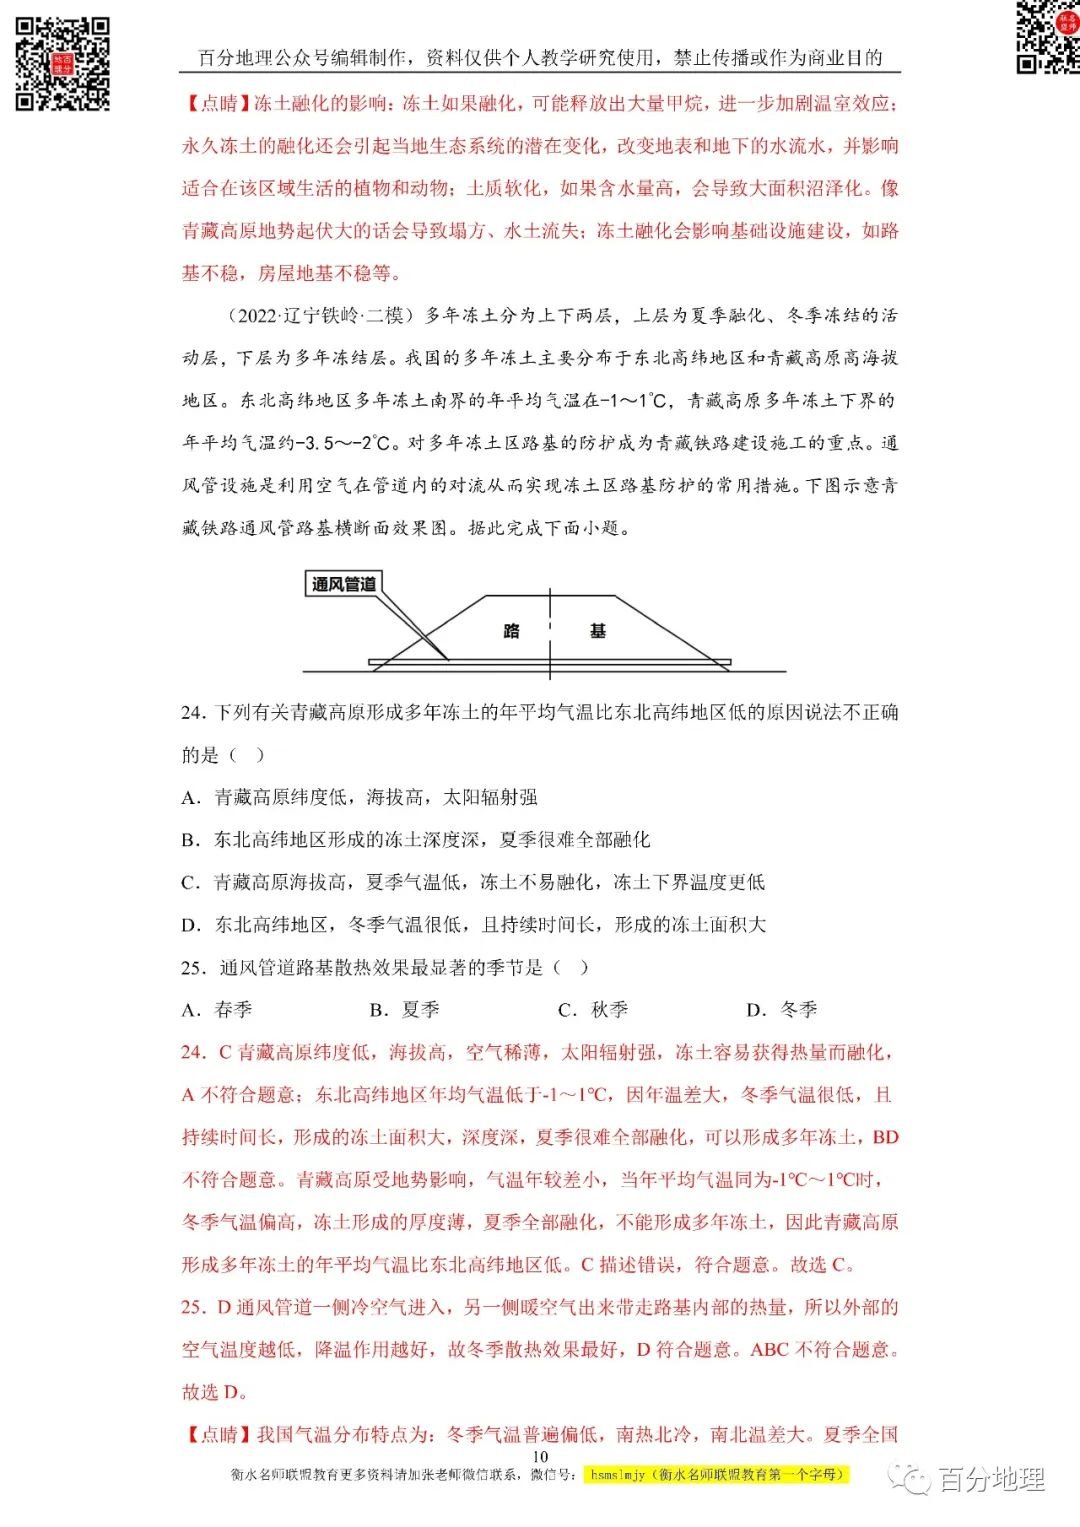 百分地理公众号编辑制作，资料仅供个人教学研究使用，禁止传播或作为商业目的
【点睛】冻土融化的影响：冻土如果融化，可能释放出大量甲烷，进一步加剧温室效应；
永久冻土的融化还会引起当地生态系统的潜在变化，改变地表和地下的水流水，并影响
适合在该区域生活的植物和动物；土质软化，如果含水量高，会导致大面积沼泽化。像
青藏高原地势起伏大的话会导致塌方、水土流失；冻土融化会影响基础设施建设，如路
基不稳，房屋地基不稳等。
（2022·辽宁铁岭·二模）多年冻土分为上下两层，上层为夏季融化、冬季冻结的活
动层，下层为多年冻结层。我国的多年冻土主要分布于东北高纬地区和青藏高原高海拔
地区。东北高纬地区多年冻土南界的年平均气温在-1～1℃，青藏高原多年冻土下界的
年平均气温约-3.5～-2℃。对多年冻土区路基的防护成为青藏铁路建设施工的重点。通
风管设施是利用空气在管道内的对流从而实现冻土区路基防护的常用措施。下图示意青
藏铁路通风管路基横断面效果图。据此完成下面小题。
通风管道
路 基
24．下列有关青藏高原形成多年冻土的年平均气温比东北高纬地区低的原因说法不正确
的是（ ）
A．青藏高原纬度低，海拔高，太阳辐射强
B．东北高纬地区形成的冻土深度深，夏季很难全部融化
C．青藏高原海拔高，夏季气温低，冻土不易融化，冻土下界温度更低
D．东北高纬地区，冬季气温很低，且持续时间长，形成的冻土面积大
25．通风管道路基散热效果最显著的季节是（ ）
A．春季 B．夏季 C．秋季 D．冬季
24．C 青藏高原纬度低，海拔高，空气稀薄，太阳辐射强，冻土容易获得热量而融化，
A 不符合题意；东北高纬地区年均气温低于-1～1℃，因年温差大，冬季气温很低，且
持续时间长，形成的冻土面积大，深度深，夏季很难全部融化，可以形成多年冻土，BD
不符合题意。青藏高原受地势影响，气温年较差小，当年平均气温同为-1℃～1℃时，
冬季气温偏高，冻土形成的厚度薄，夏季全部融化，不能形成多年冻土，因此青藏高原
形成多年冻土的年平均气温比东北高纬地区低。C 描述错误，符合题意。故选 C。
25．D 通风管道一侧冷空气进入，另一侧暖空气出来带走路基内部的热量，所以外部的
空气温度越低，降温作用越好，故冬季散热效果最好，D 符合题意。ABC 不符合题意。
故选 D。
【点睛】我国气温分布特点为：冬季气温普遍偏低，南热北冷，南北温差大。夏季全国
10
衡水名师联盟教育更多资料请加张老师微信联系，微信号：hsmslmjy（衡水名师联盟教育第一个字母）
百分地理